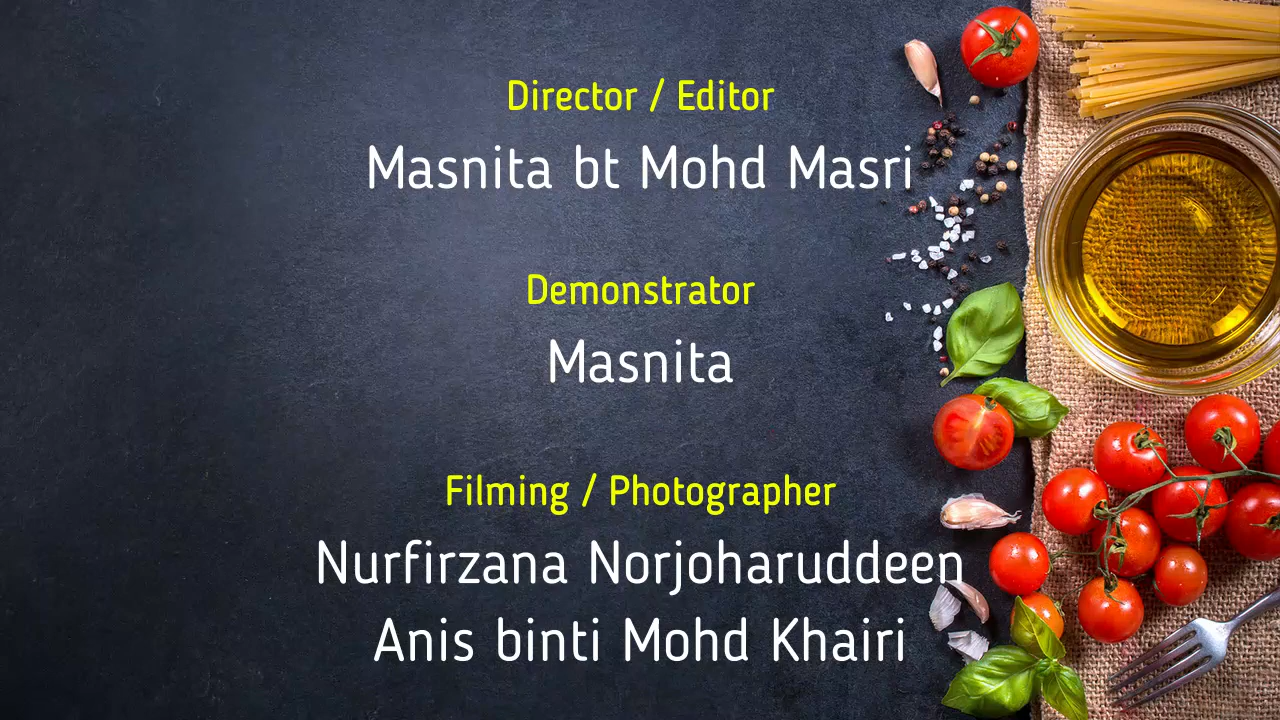 Director / Editor
Masnita bt Mohd Masri
Demonstrator
Masnita
Filming / Photographer
Nurfirzana Norjoharuddeen
Anis binti Mohd Khairi